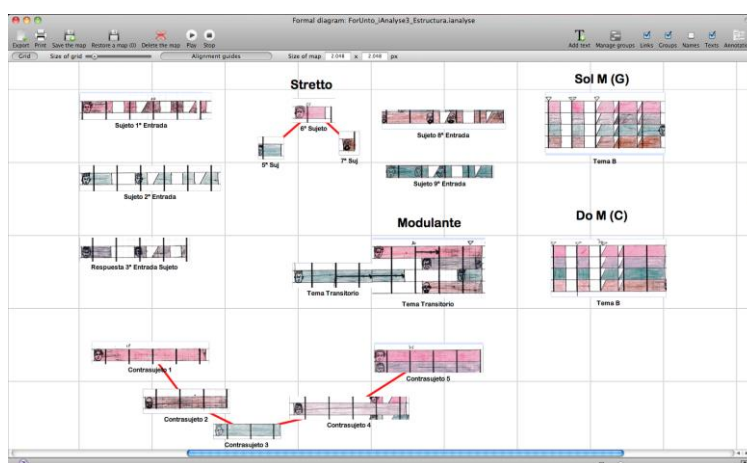 Formal diagram: ForUnto_iAnalyse3_Estructura.ianalyse
Export Print Save the map Restore a map (0) Delete the map Play Stop
Add text Manage groups Links Groups Names Texts Annotatio
Grid Size of grid Alignment guides Size of map 2 048 x 2 048 px
Stretto
Sol M (G)
Sujeto 1ª Entrada
6º Sujeto
5º Suj
7º Suj
Sujeto 8ª Entrada
Tema B
Sujeto 2ª Entrada
Sujeto 9ª Entrada
Modulante
Do M (C)
Respuesta 3ª Entrada Sujeto
Tema Transitorio
Tema Transitorio
Tema B
Contrasujeto 1
Contrasujeto 5
Contrasujeto 2
Contrasujeto 4
Contrasujeto 3